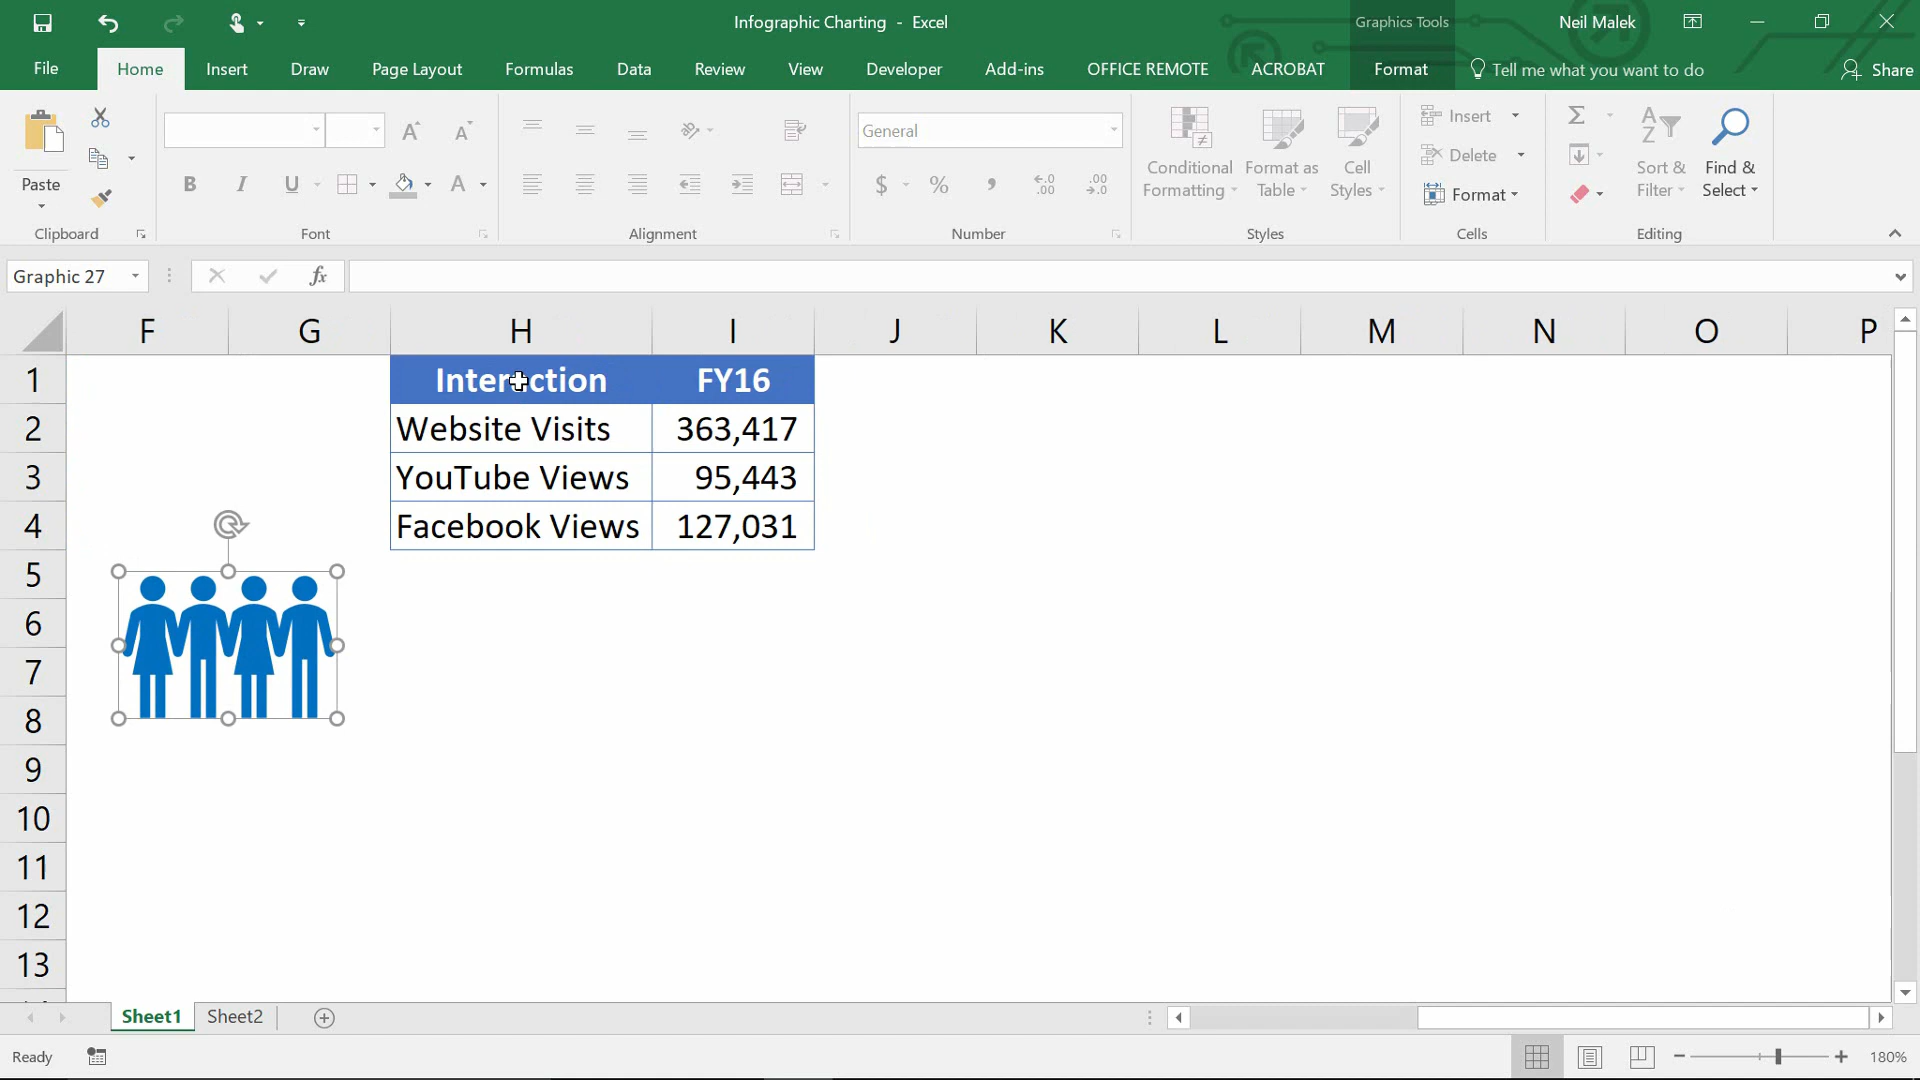 Infographic Charting - Excel
Graphics Tools
Neil Malek
File
Home
Insert
Draw
Page Layout
Formulas
Data
Review
View
Developer
Add-ins
OFFICE REMOTE
ACROBAT
Format
Tell me what you want to do
Share
Paste
Clipboard
B I U A
Font
Alignment
General
$ % ,
Number
Conditional
Formatting
Format as
Table
Cell
Styles
Styles
Insert
Delete
Format
Cells
Sort &
Filter
Find &
Select
Editing
Graphic 27
fx
F G H I J K L M N O P
1 Interaction FY16
2 Website Visits 363,417
3 YouTube Views 95,443
4 Facebook Views 127,031
5
6
7
8
9
10
11
12
13
Sheet1
Sheet2
Ready
180%